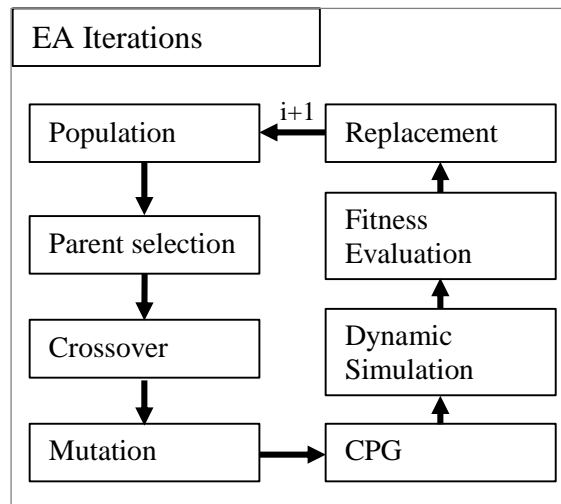 EA Iterations
Population
i+1
Replacement
Parent selection
Fitness
Evaluation
Crossover
Dynamic
Simulation
Mutation
CPG